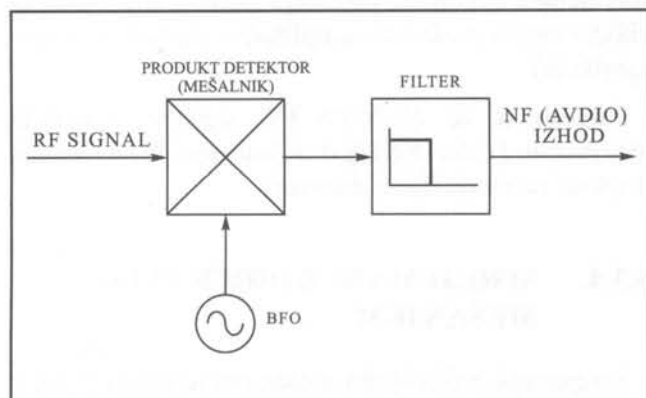 PRODUKT DETEKTOR
(MEŠALNIK)
FILTER
RF SIGNAL
NF (AVDIO)
IZHOD
BFO